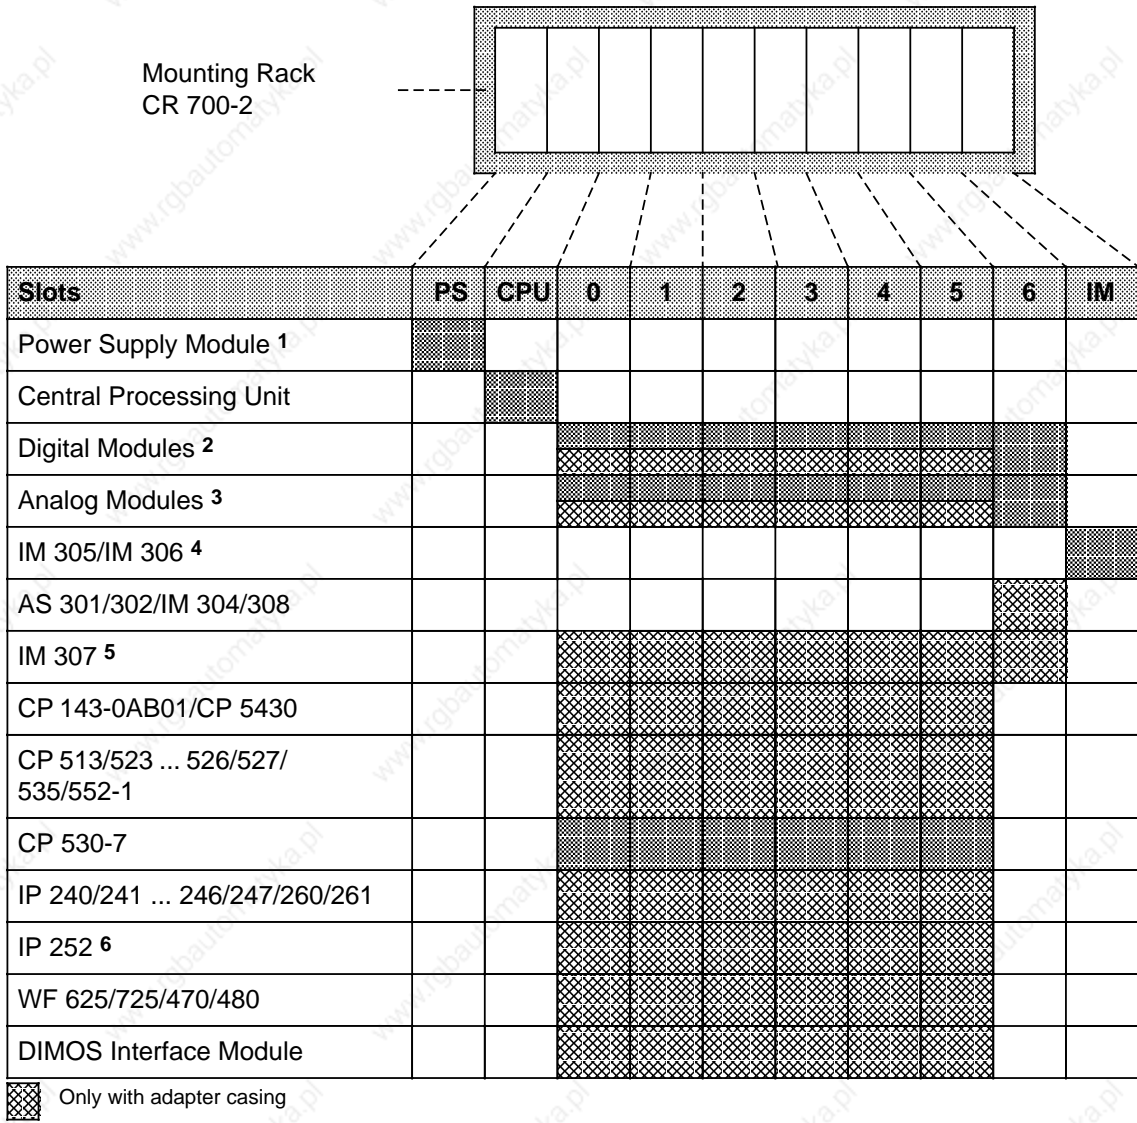 Mounting Rack
CR 700-2
Slots PS CPU 0 1 2 3 4 5 6 IM
Power Supply Module 1
Central Processing Unit
Digital Modules 2
Analog Modules 3
IM 305/IM 306 4
AS 301/302/IM 304/308
IM 307 5
CP 143-0AB01/CP 5430
CP 513/523 ... 526/527/
535/552-1
CP 530-7
IP 240/241 ... 246/247/260/261
IP 252 6
WF 625/725/470/480
DIMOS Interface Module
Only with adapter casing
www.rgbautomatyka.pl